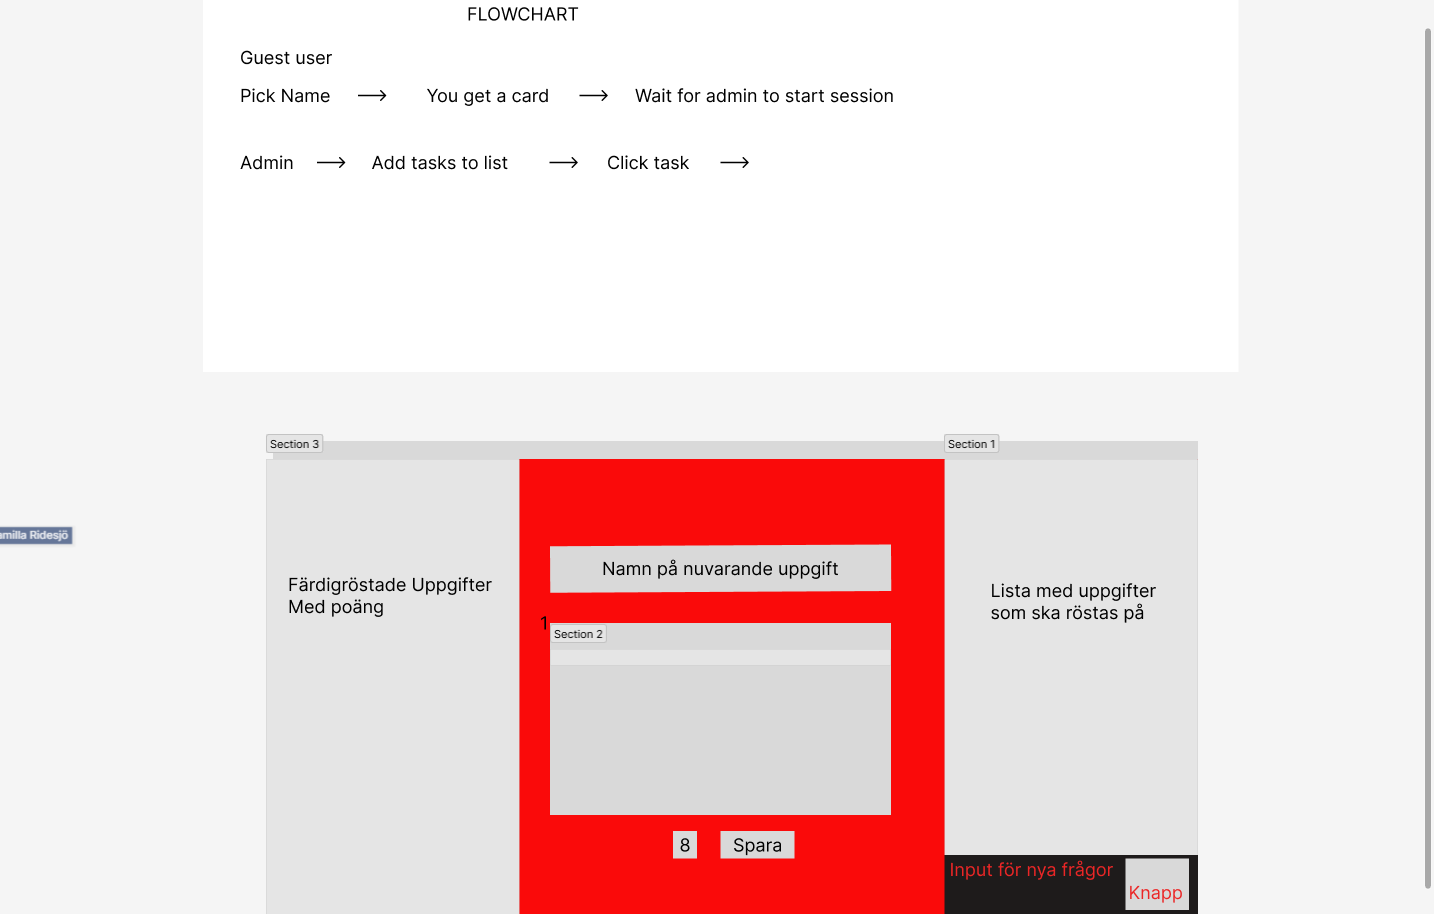 FLOWCHART
Guest user
Pick Name → You get a card → Wait for admin to start session
Admin → Add tasks to list → Click task →
Section 3
Section 1
milla Ridesjö
Färdigröstade Uppgifter
Med poäng
Namn på nuvarande uppgift
1
Section 2
8
Spara
Lista med uppgifter
som ska röstas på
Input för nya frågor
Knapp